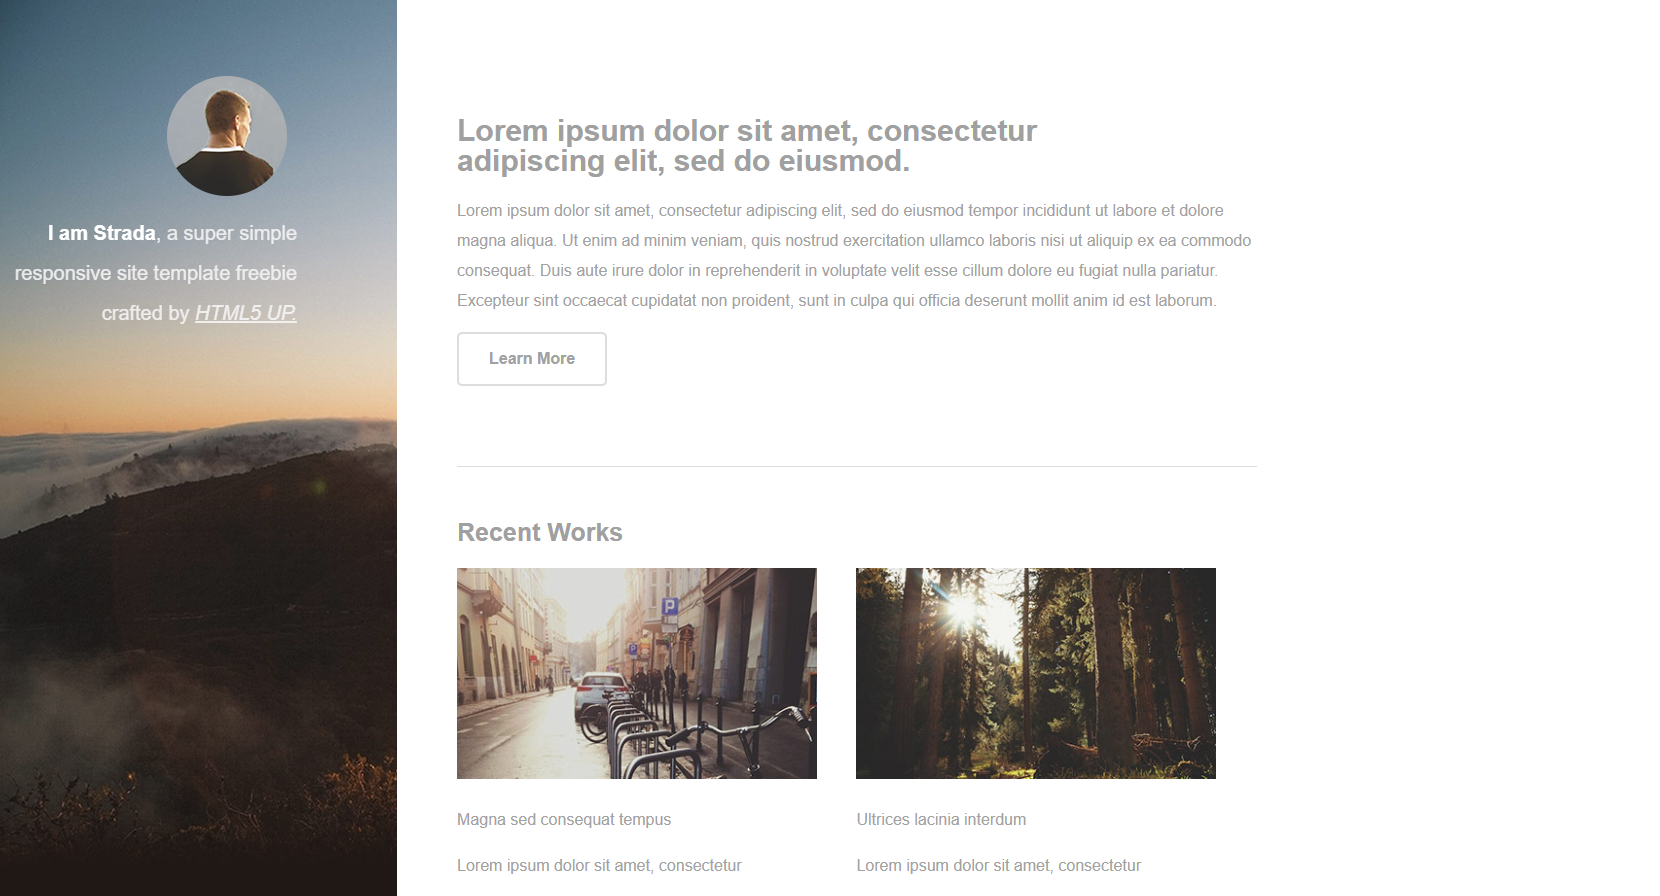 I am Strada, a super simple
responsive site template freebie
crafted by HTML5 UP.
Lorem ipsum dolor sit amet, consectetur
adipiscing elit, sed do eiusmod.
Lorem ipsum dolor sit amet, consectetur adipiscing elit, sed do eiusmod tempor incididunt ut labore et dolore
magna aliqua. Ut enim ad minim veniam, quis nostrud exercitation ullamco laboris nisi ut aliquip ex ea commodo
consequat. Duis aute irure dolor in reprehenderit in voluptate velit esse cillum dolore eu fugiat nulla pariatur.
Excepteur sint occaecat cupidatat non proident, sunt in culpa qui officia deserunt mollit anim id est laborum.
Learn More
Recent Works
P
P
Magna sed consequat tempus
Ultrices lacinia interdum
Lorem ipsum dolor sit amet, consectetur
Lorem ipsum dolor sit amet, consectetur